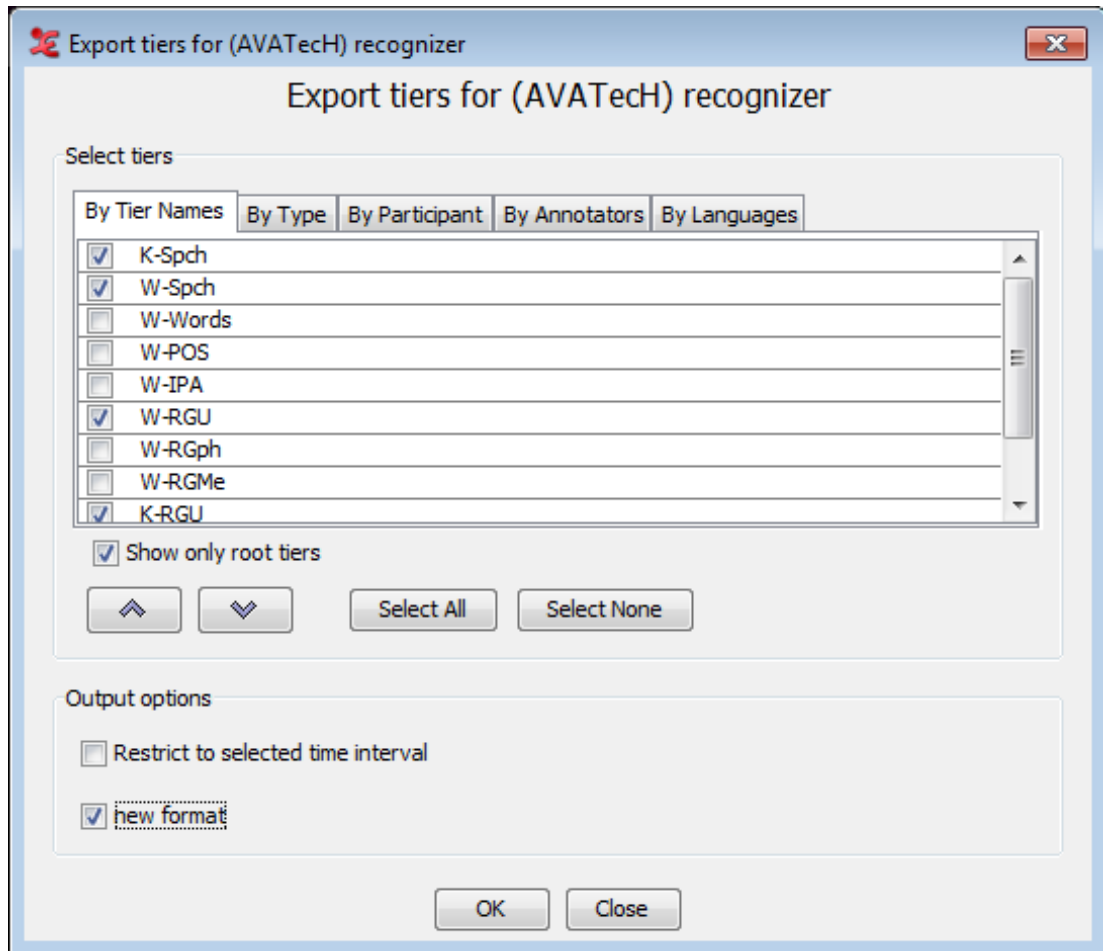 Export tiers for (AVATecH) recognizer
Export tiers for (AVATecH) recognizer
Select tiers
By Tier Names By Type By Participant By Annotators By Languages
K-Spch
W-Spch
W-Words
W-POS
W-IPA
W-RGU
W-RGph
W-RGMe
K-RGU
Show only root tiers
Select All Select None
Output options
Restrict to selected time interval
new format
OK Close